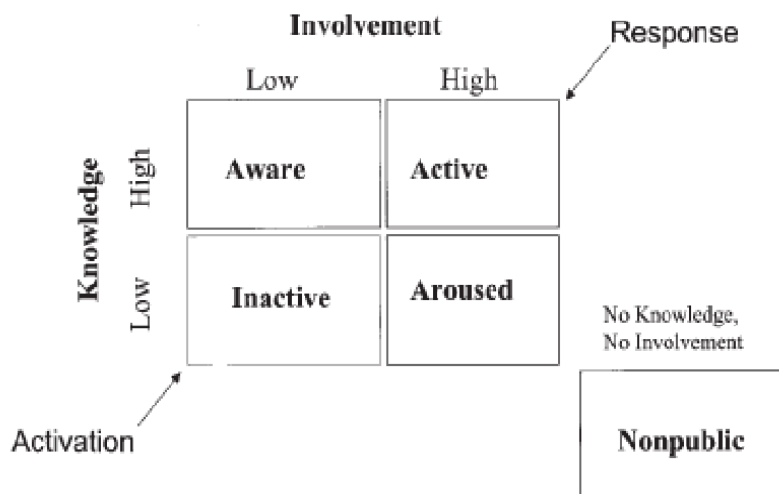 Involvement
Response
Low
High
Knowledge
High
Aware
Active
Low
Inactive
Aroused
No Knowledge,
No Involvement
Activation
Nonpublic